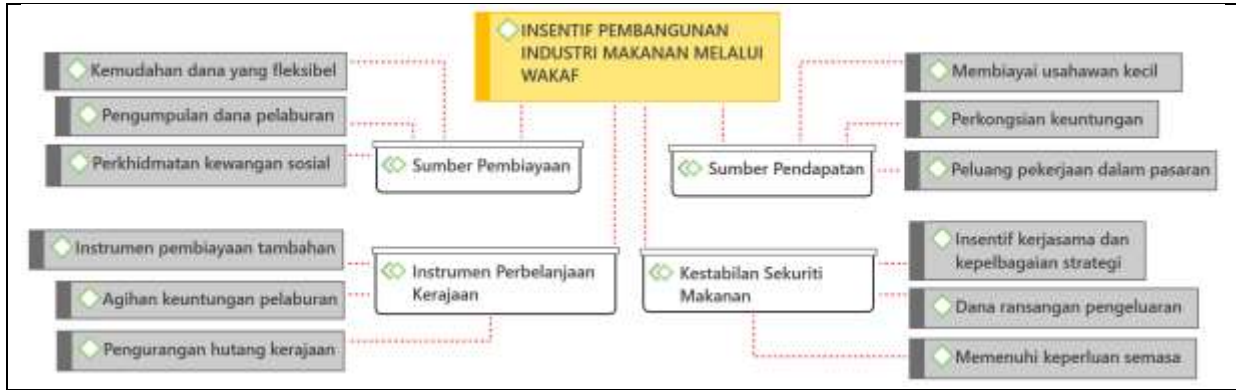 INSENTIF PEMBANGUNAN
INDUSTRI MAKANAN MELALUI
WAKAF
Kemudahan dana yang fleksibel
Pengumpulan dana pelaburan
Perkhidmatan kewangan sosial
Sumber Pembiayaan
Membiayai usahawan kecil
Perkongsian keuntungan
Peluang pekerjaan dalam pasaran
Sumber Pendapatan
Instrumen pembiayaan tambahan
Agihan keuntungan pelaburan
Pengurangan hutang kerajaan
Instrumen Perbelanjaan
Kerajaan
Kestabilan Sekuriti
Makanan
Insentif kerjasama dan
kepelbagaian strategi
Dana ransangan pengeluaran
Memenuhi keperluan semasa